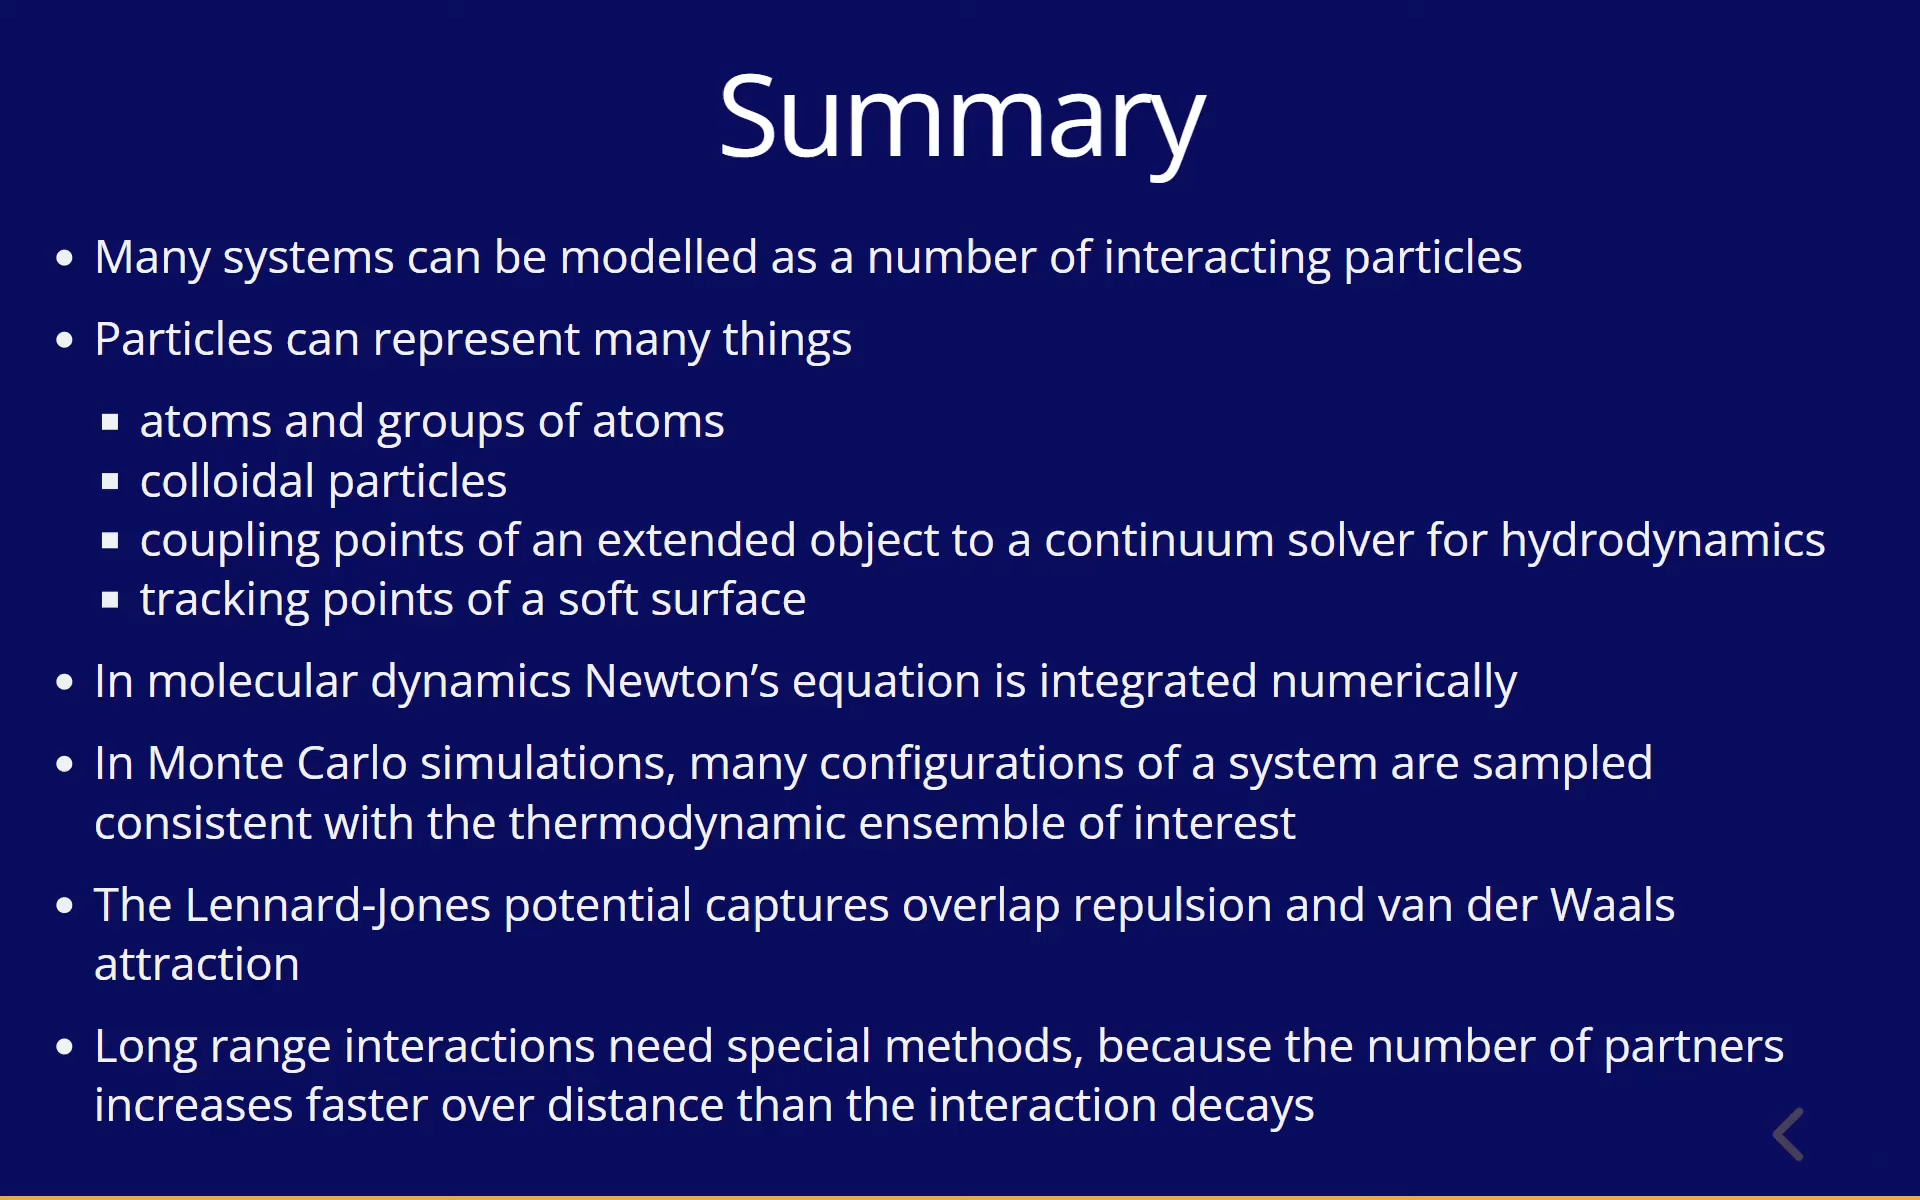 Summary
Many systems can be modelled as a number of interacting particles
Particles can represent many things
atoms and groups of atoms
colloidal particles
coupling points of an extended object to a continuum solver for hydrodynamics
tracking points of a soft surface
In molecular dynamics Newton’s equation is integrated numerically
In Monte Carlo simulations, many configurations of a system are sampled
consistent with the thermodynamic ensemble of interest
The Lennard-Jones potential captures overlap repulsion and van der Waals
attraction
Long range interactions need special methods, because the number of partners
increases faster over distance than the interaction decays